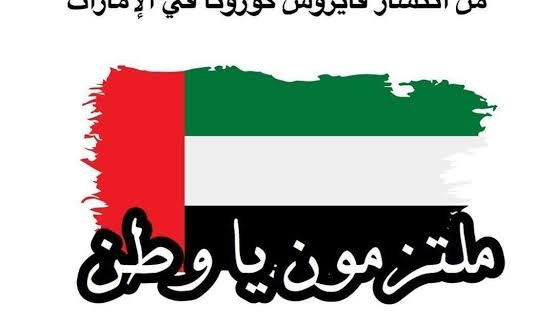 من انتشار فايروس كورونا في الإمارات
ملتزمون يا وطن